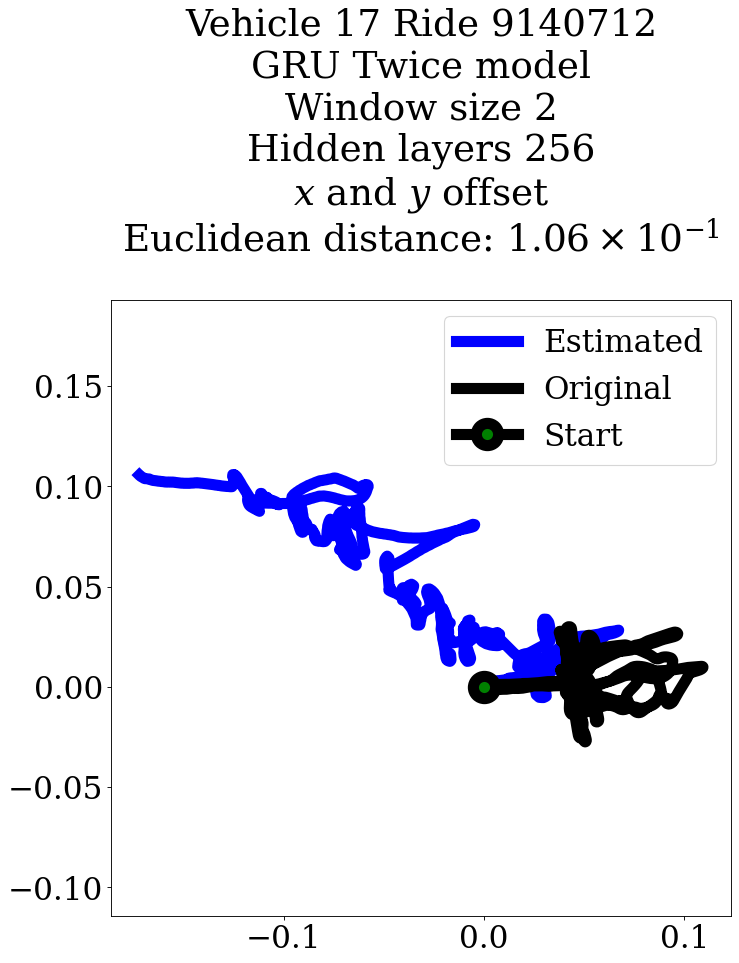 Vehicle 17 Ride 9140712
GRU Twice model
Window size 2
Hidden layers 256
x and y offset
Euclidean distance: 1.06 × 10⁻¹
Estimated
Original
Start
0.15
0.10
0.05
0.00
−0.05
−0.10
−0.1
0.0
0.1